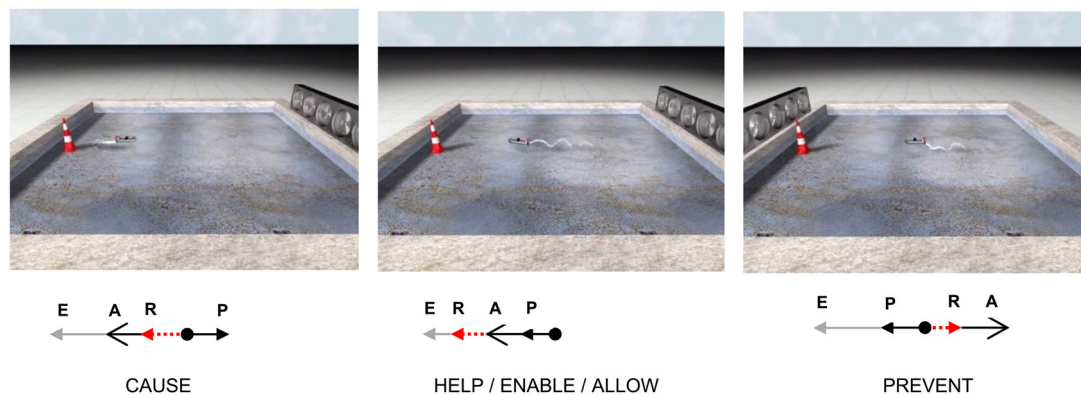 E A R P
E R A P
E P R A
CAUSE
HELP / ENABLE / ALLOW
PREVENT